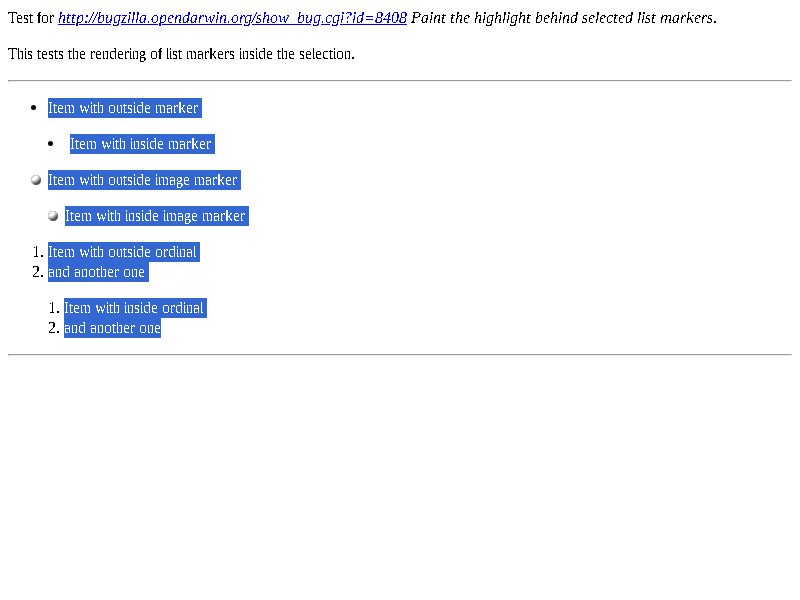 Test for http://bugzilla.opendarwin.org/show_bug.cgi?id=8408 Paint the highlight behind selected list markers.
This tests the rendering of list markers inside the selection.
• Item with outside marker
• Item with inside marker
Item with outside image marker
Item with inside image marker
1. Item with outside ordinal
2. and another one
1. Item with inside ordinal
2. and another one